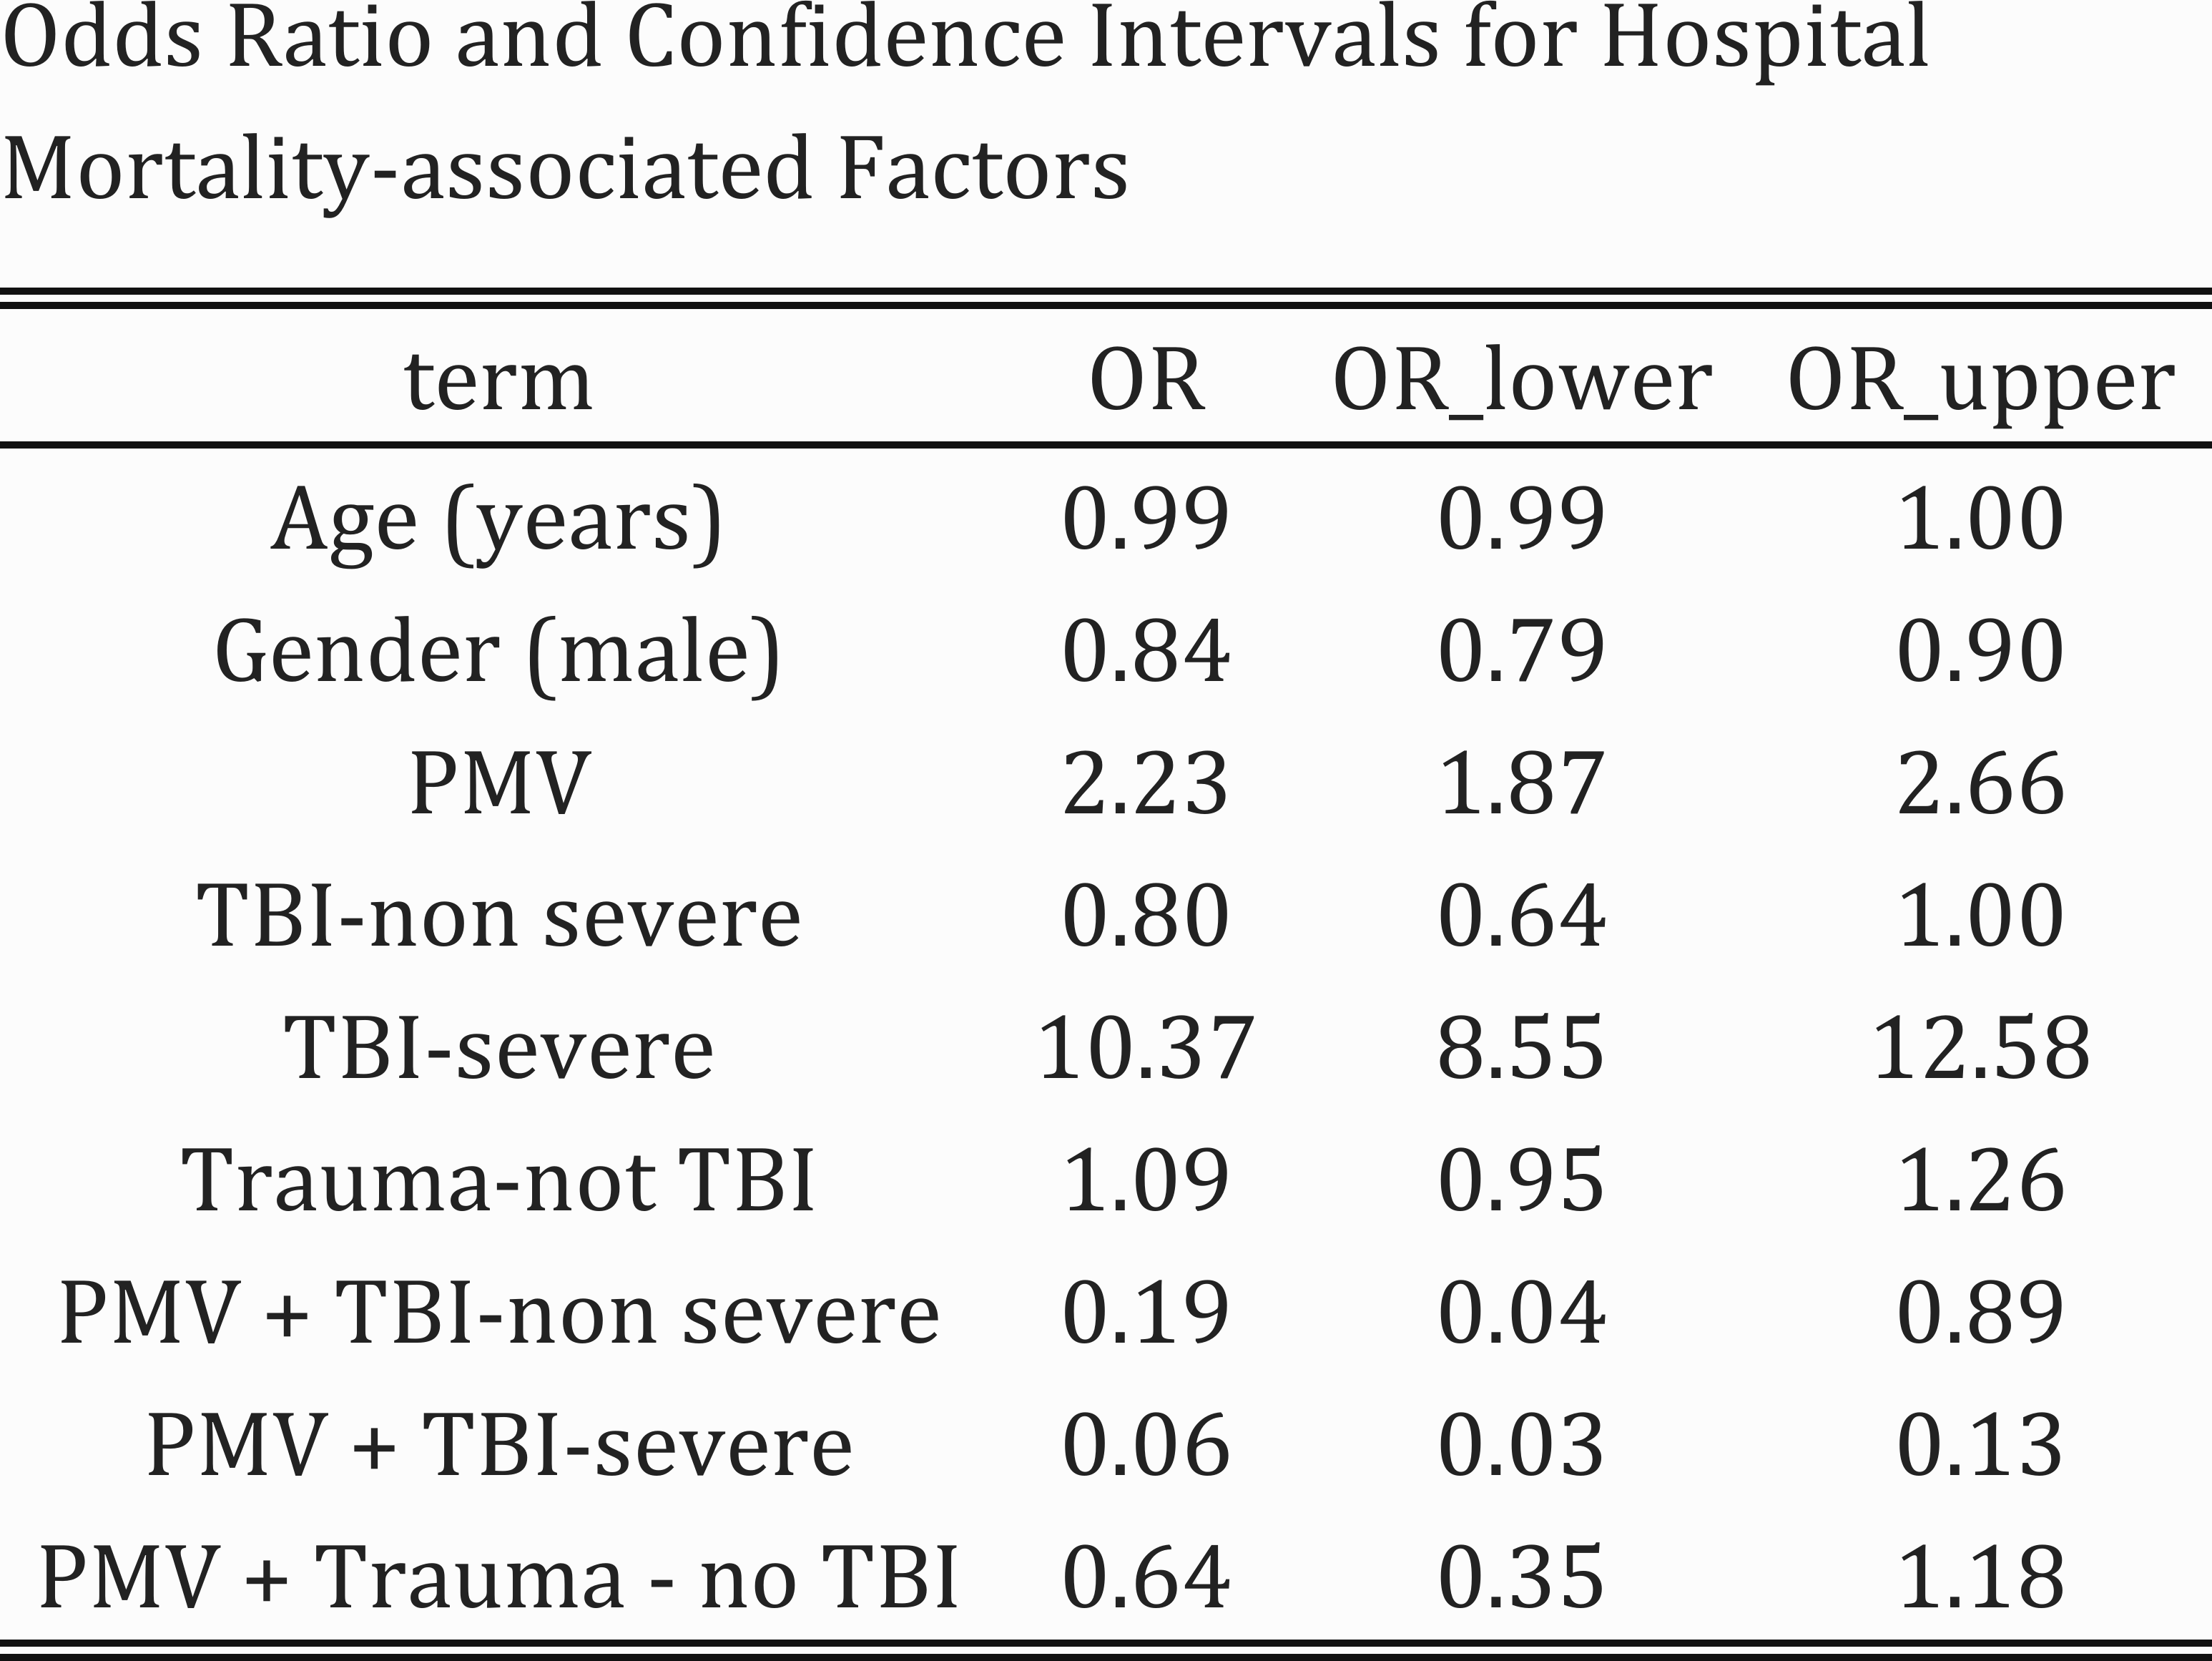 Odds Ratio and Confidence Intervals for Hospital
Mortality-associated Factors
term OR OR_lower OR_upper
Age (years) 0.99 0.99 1.00
Gender (male) 0.84 0.79 0.90
PMV 2.23 1.87 2.66
TBI-non severe 0.80 0.64 1.00
TBI-severe 10.37 8.55 12.58
Trauma-not TBI 1.09 0.95 1.26
PMV + TBI-non severe 0.19 0.04 0.89
PMV + TBI-severe 0.06 0.03 0.13
PMV + Trauma - no TBI 0.64 0.35 1.18